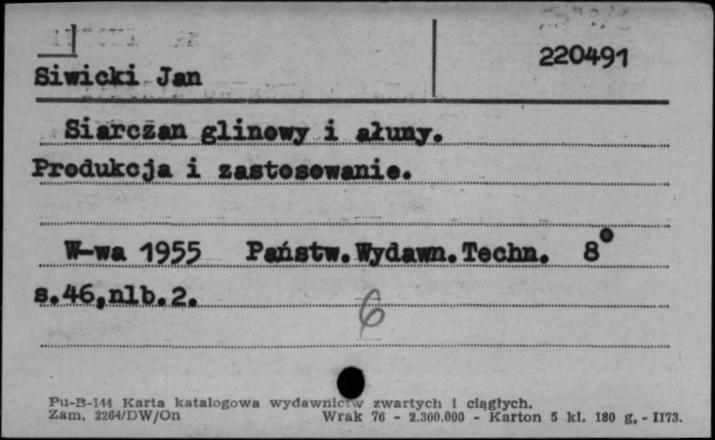 220491
Siwicki Jan
Siarczan glinowy i ałuny.
Produkcja i zastosowanie.
W-wa 1955 Państw.Wydawn.Techn. 8°
s.46,nlb.2.
6
Pu-B-144 Karta katalogowa wydawnictw zwartych i ciągłych.
Zam. 2264/DW/On Wrak 76 - 2.300.000 - Karton 5 kl. 180 g, - II73.